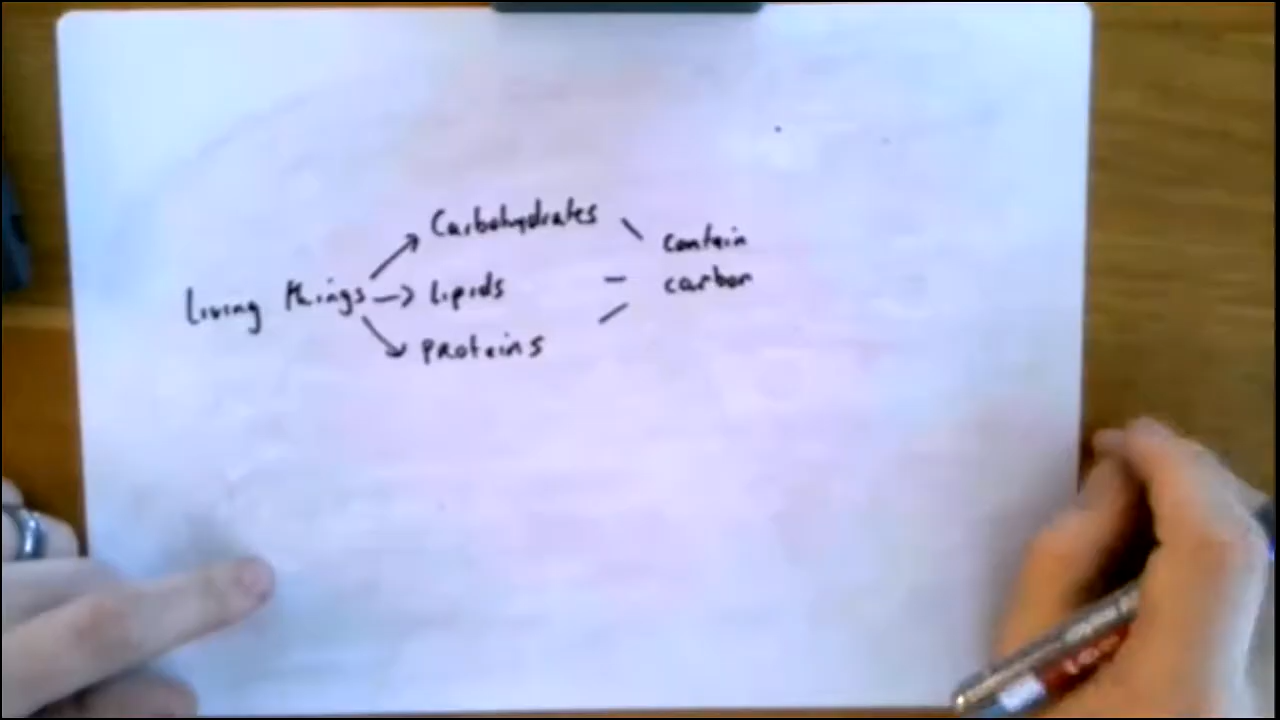 Carbohydrates
contain
living things
lipids
carbon
proteins